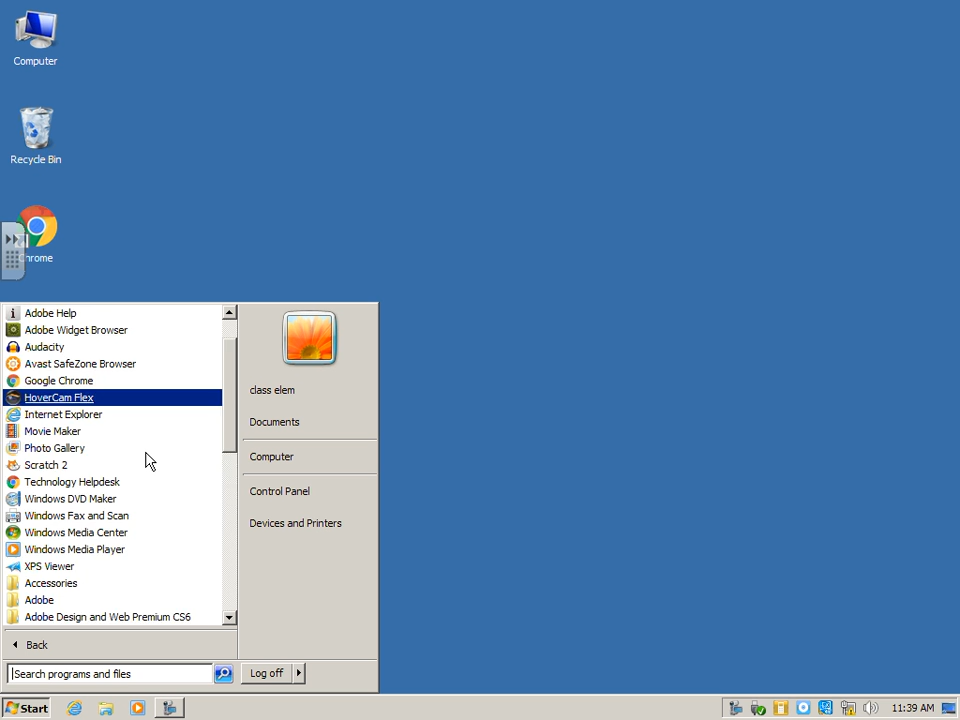 Computer
Recycle Bin
Chrome
Adobe Help
Adobe Widget Browser
Audacity
Avast SafeZone Browser
Google Chrome
HoverCam Flex
Internet Explorer
Movie Maker
Photo Gallery
Scratch 2
Technology Helpdesk
Windows DVD Maker
Windows Fax and Scan
Windows Media Center
Windows Media Player
XPS Viewer
Accessories
Adobe
Adobe Design and Web Premium CS6
Back
Search programs and files
class elem
Documents
Computer
Control Panel
Devices and Printers
Log off
Start
11:39 AM